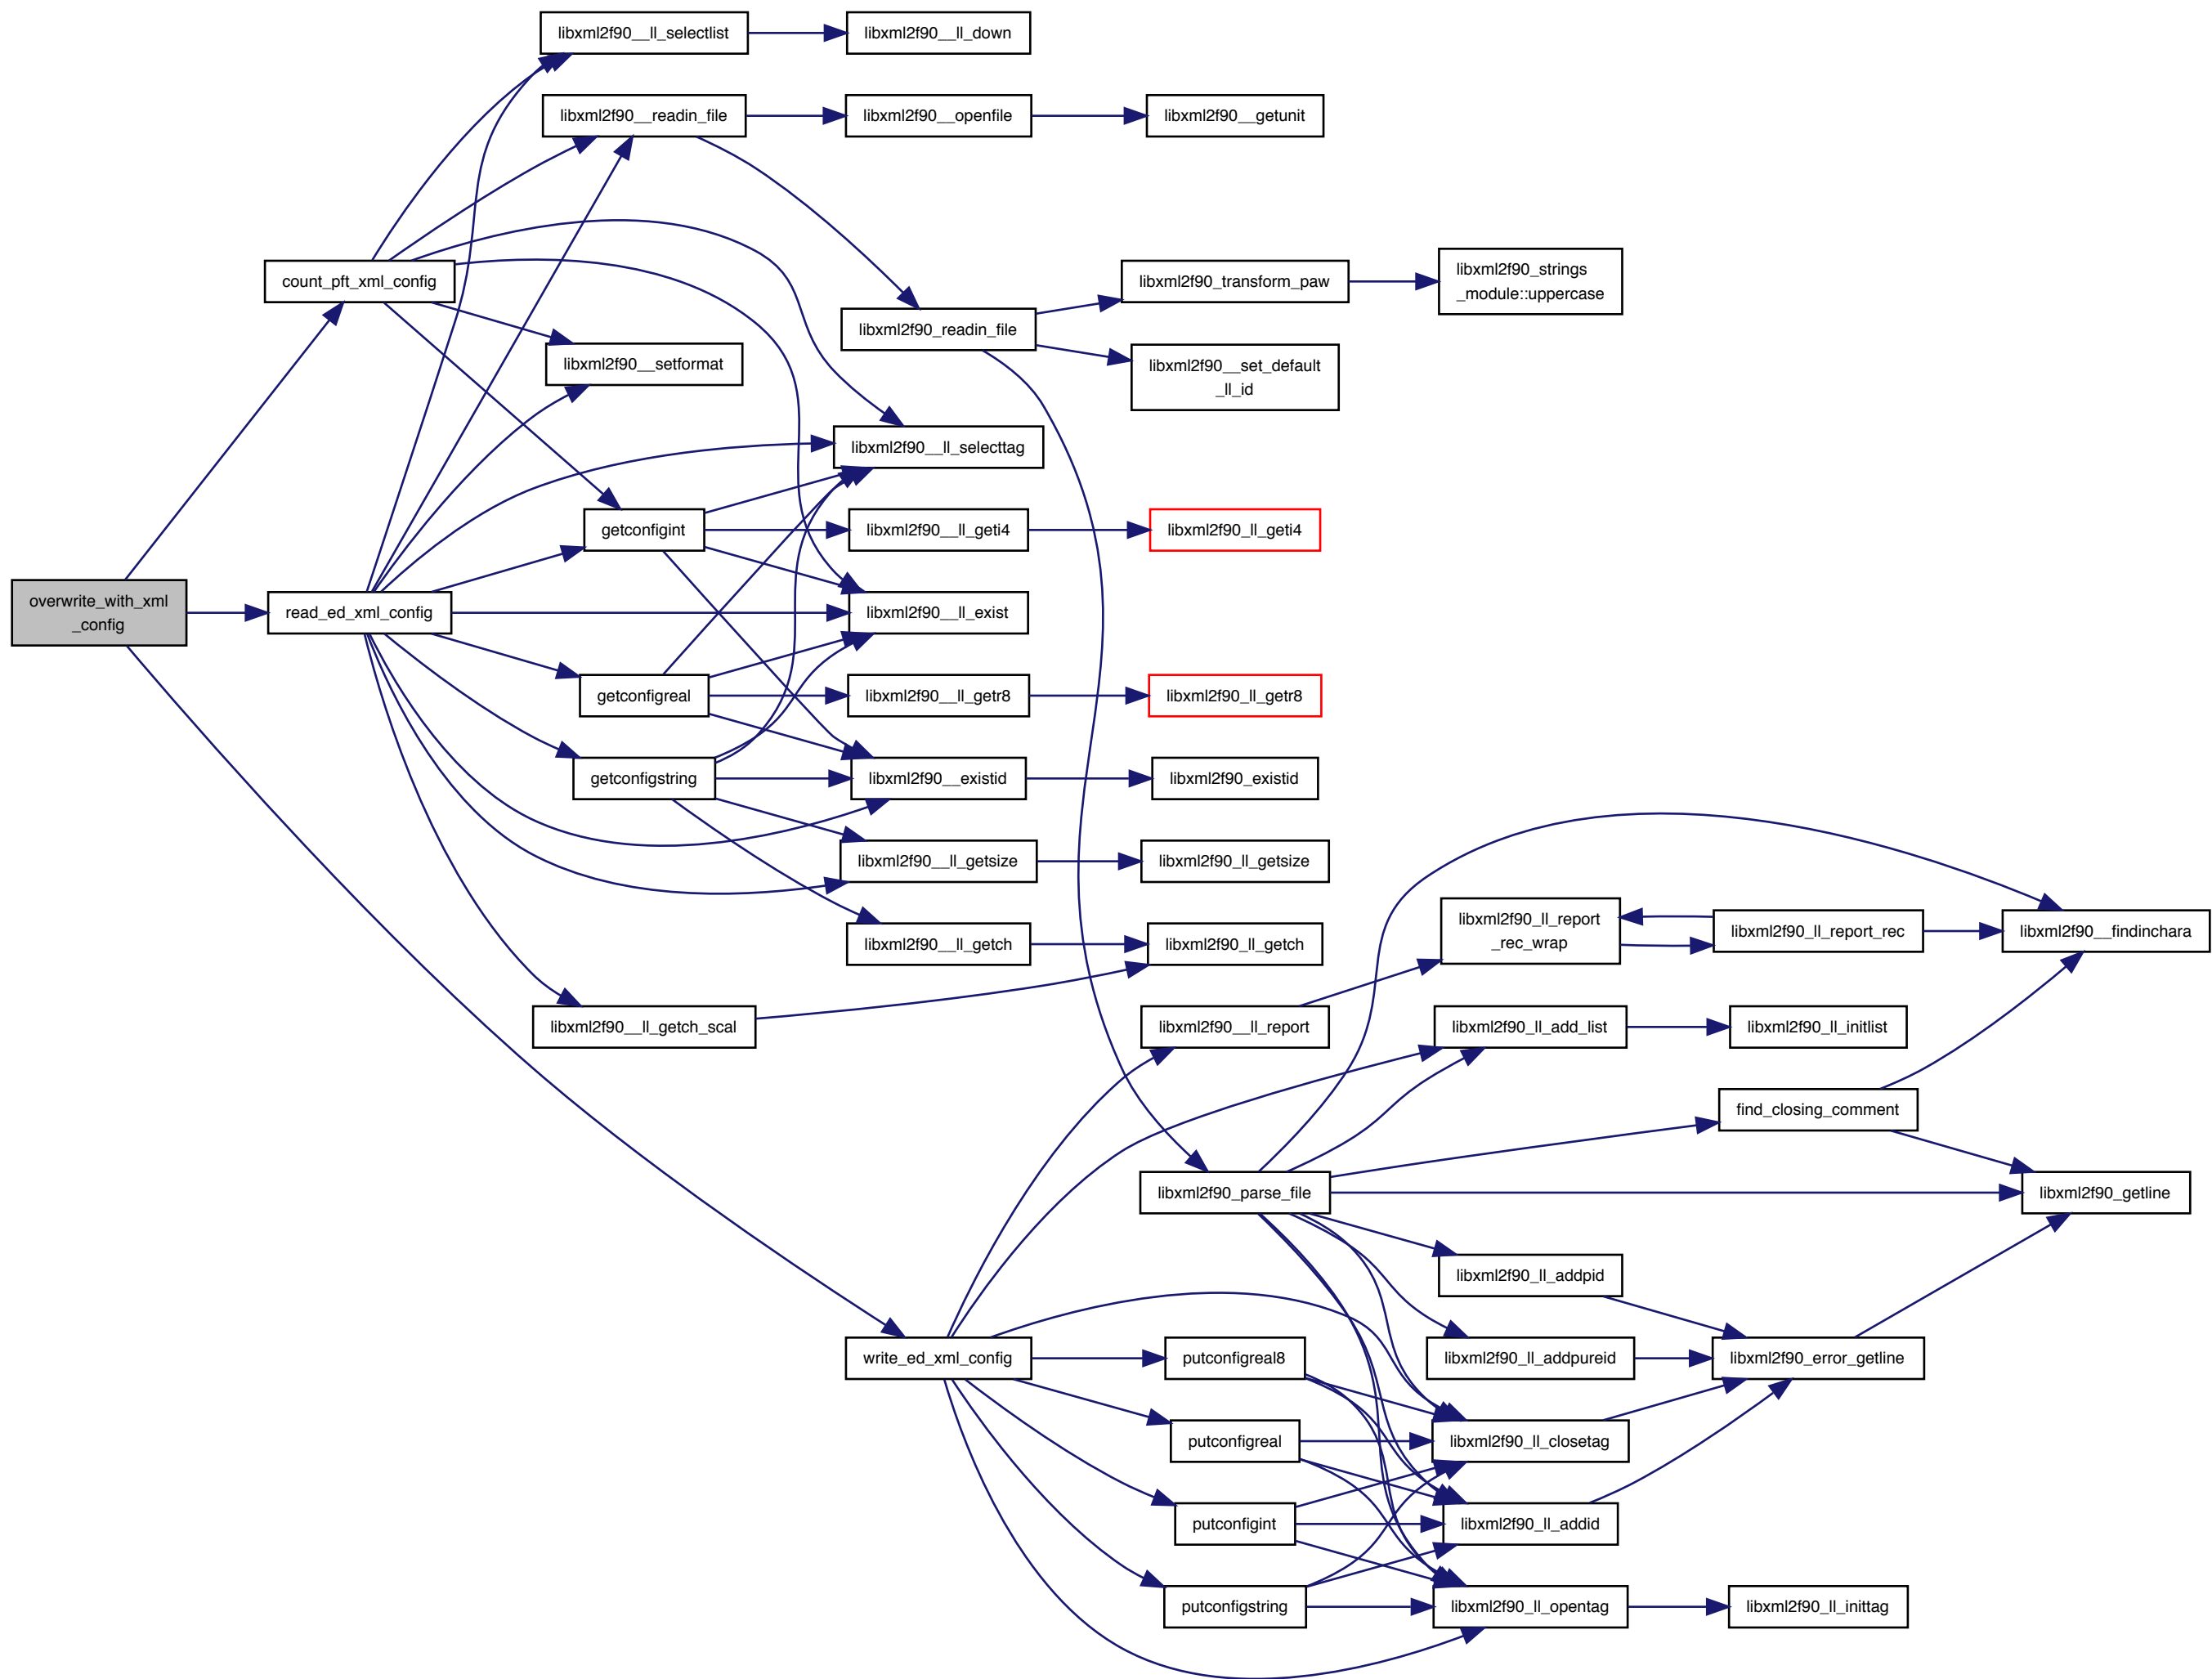 libxml2f90__ll_selectlist
libxml2f90__ll_down
libxml2f90__readin_file
libxml2f90__openfile
libxml2f90__getunit
count_pft_xml_config
libxml2f90_transform_paw
libxml2f90_strings
_module::uppercase
libxml2f90_readin_file
libxml2f90__setformat
libxml2f90__set_default
_ll_id
libxml2f90__ll_selecttag
getconfigint
libxml2f90__ll_geti4
libxml2f90_ll_geti4
overwrite_with_xml
_config
read_ed_xml_config
libxml2f90__ll_exist
getconfigreal
libxml2f90__ll_getr8
libxml2f90_ll_getr8
getconfigstring
libxml2f90__existid
libxml2f90_existid
libxml2f90__ll_getsize
libxml2f90_ll_getsize
libxml2f90__ll_getch
libxml2f90_ll_getch
libxml2f90_ll_report
_rec_wrap
libxml2f90_ll_report_rec
libxml2f90__findinchara
libxml2f90__ll_getch_scal
libxml2f90__ll_report
libxml2f90_ll_add_list
libxml2f90_ll_initlist
find_closing_comment
libxml2f90_parse_file
libxml2f90_getline
libxml2f90_ll_addpid
write_ed_xml_config
putconfigreal8
libxml2f90_ll_addpureid
libxml2f90_error_getline
putconfigreal
libxml2f90_ll_closetag
putconfigint
libxml2f90_ll_addid
putconfigstring
libxml2f90_ll_opentag
libxml2f90_ll_inittag